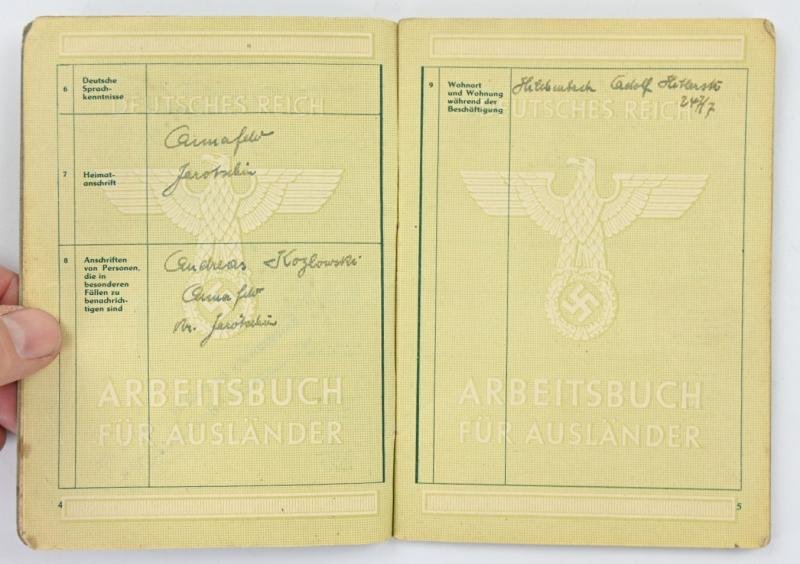 6 Deutsche
Sprach-
kenntnisse
DEUTSCHES REICH
7 Heimat-
anschrift
Annafeld
Jarotschin
8 Anschriften
von Personen,
die in
besonderen
Fällen zu
benachrich-
tigen sind
Andreas Kozlowski
Annafeld
Kr. Jarotschin
ARBEITSBUCH
FÜR AUSLÄNDER
4
9 Wohnort
und Wohnung
während der
Beschäftigung
Adolf Hitlerstr
DEUTSCHES REICH
ARBEITSBUCH
FÜR AUSLÄNDER
5